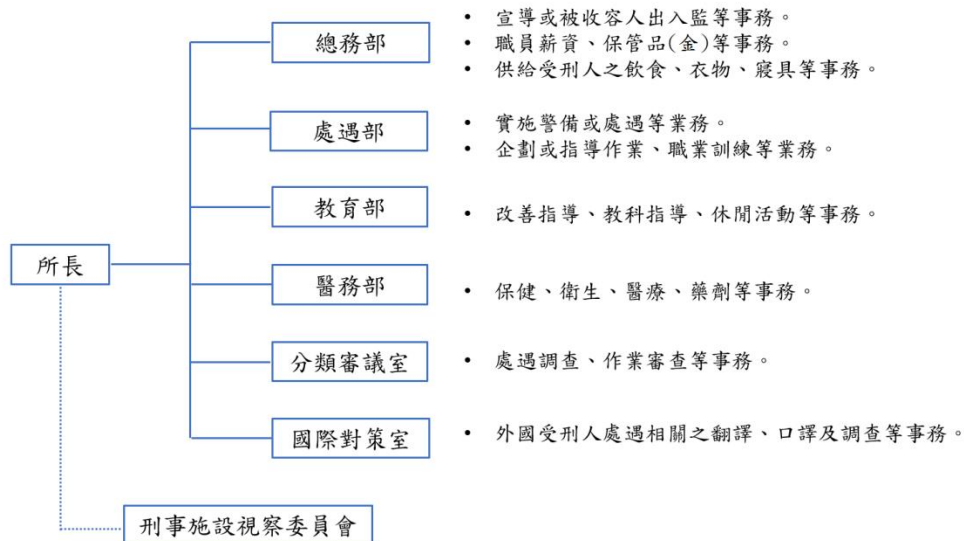 總務部
• 宣導或被收容人出入監等事務。
• 職員薪資、保管品(金)等事務。
• 供給受刑人之飲食、衣物、寢具等事務。
處遇部
• 實施警備或處遇等業務。
• 企劃或指導作業、職業訓練等業務。
教育部
• 改善指導、教科指導、休閒活動等事務。
所長
醫務部
• 保健、衛生、醫療、藥劑等事務。
分類審議室
• 處遇調查、作業審查等事務。
國際對策室
• 外國受刑人處遇相關之翻譯、口譯及調查等事務。
刑事施設視察委員會